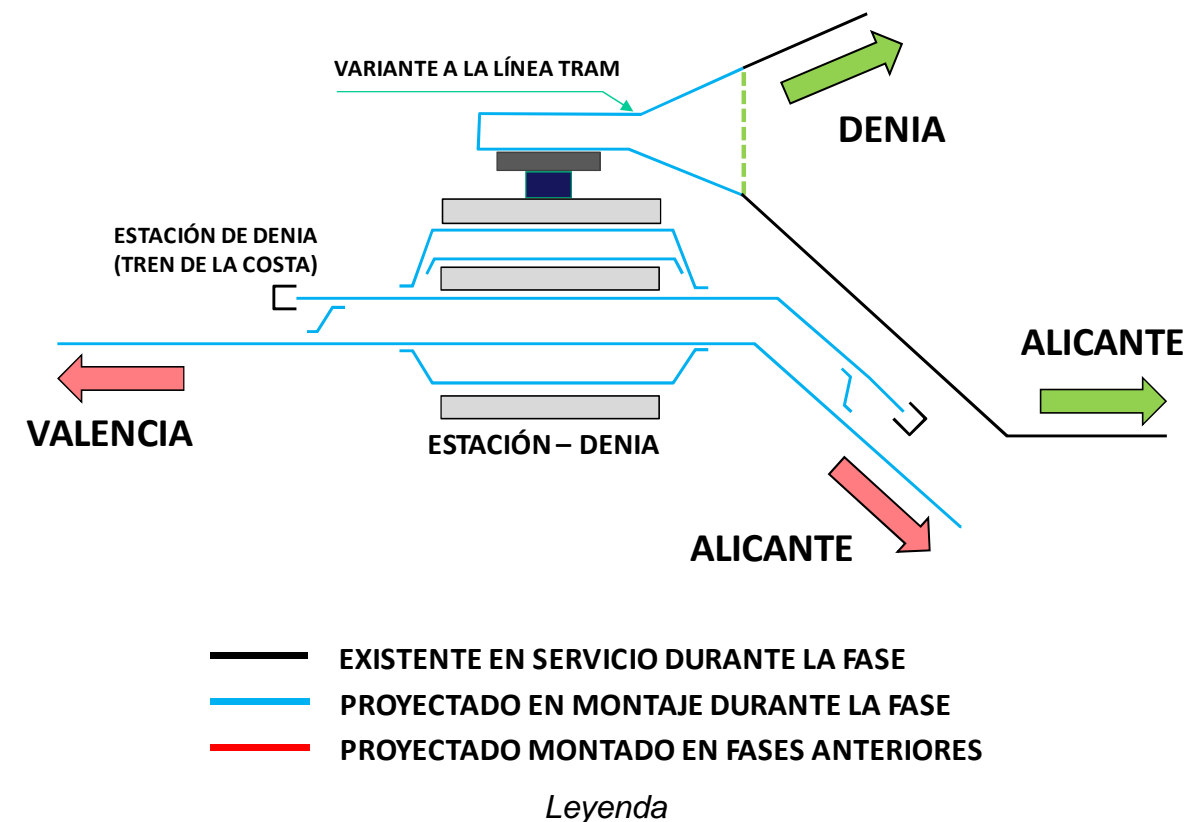 VARIANTE A LA LÍNEA TRAM
DENIA
ESTACIÓN DE DENIA
(TREN DE LA COSTA)
ALICANTE
VALENCIA
ESTACIÓN – DENIA
ALICANTE
EXISTENTE EN SERVICIO DURANTE LA FASE
PROYECTADO EN MONTAJE DURANTE LA FASE
PROYECTADO MONTADO EN FASES ANTERIORES
Leyenda